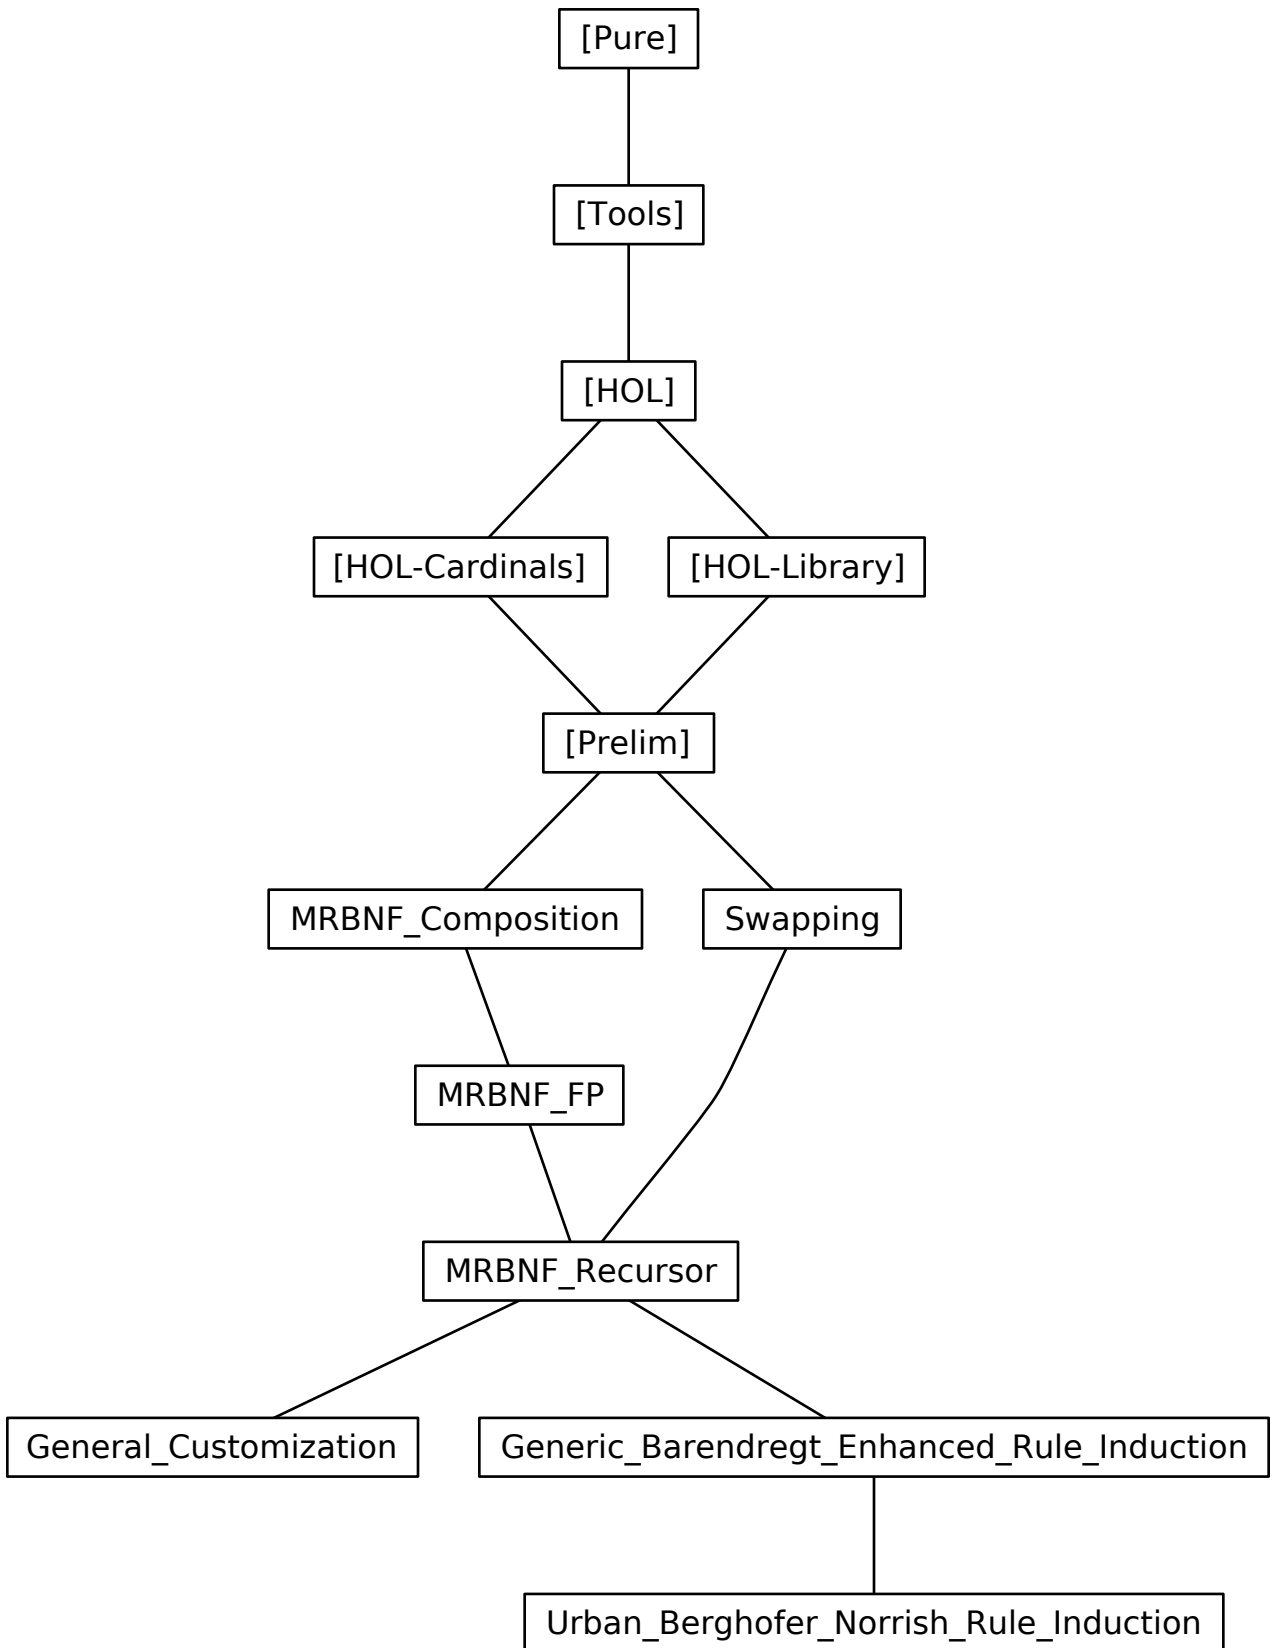 [Pure]
[Tools]
[HOL]
[HOL-Cardinals]
[HOL-Library]
[Prelim]
MRBNF_Composition
Swapping
MRBNF_FP
MRBNF_Recursor
General_Customization
Generic_Barendregt_Enhanced_Rule_Induction
Urban_Berghofer_Norrish_Rule_Induction